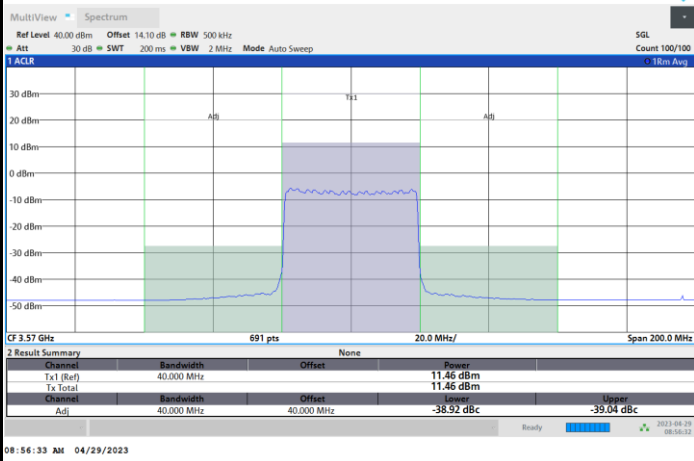 MultiView Spectrum
Ref Level 40.00 dBm Offset 14.10 dB RBW 500 kHz SGL
Att 30 dB SWT 200 ms VBW 2 MHz Mode Auto Sweep Count 100/100
1 ACLR 1Rm Avg
30 dBm
Tx1
20 dBm
Adj Adj
10 dBm
0 dBm
-10 dBm
-20 dBm
-30 dBm
-40 dBm
-50 dBm
CF 3.57 GHz 691 pts 20.0 MHz/ Span 200.0 MHz
2 Result Summary None
Channel Bandwidth Offset Power
Tx1 (Ref) 40.000 MHz 11.46 dBm
Tx Total 11.46 dBm
Channel Bandwidth Offset Lower Upper
Adj 40.000 MHz 40.000 MHz -38.92 dBc -39.04 dBc
Ready 2023-04-29
08:56:32
08:56:33 AM 04/29/2023